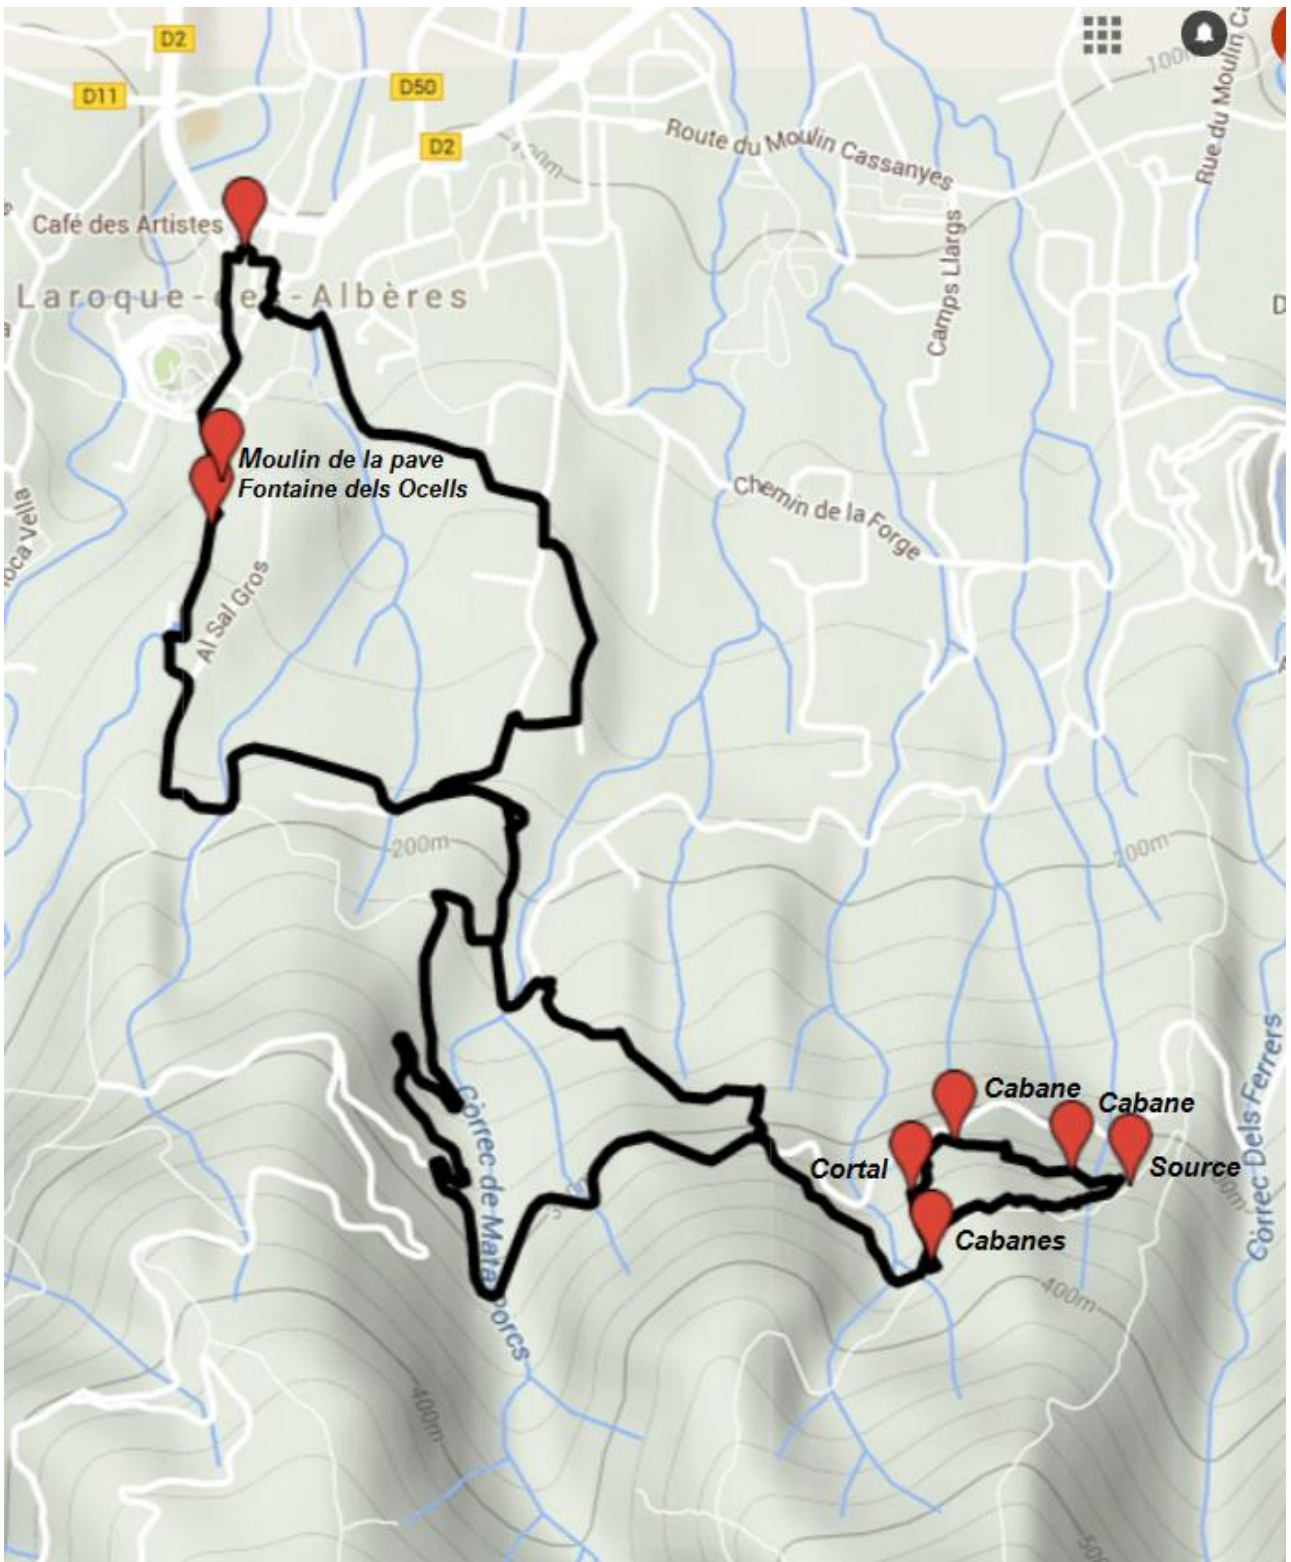 D2
D11
D50
D2
100m
Rue du Moulin
Route du Moulin Cassanyes
100m
Café des Artistes
Camps Llargs
Laroque-des-Albères
Moulin de la pave
Fontaine dels Ocells
Chemin de la Forge
Al Sal Gros
200m
200m
Còrrec Dels Ferrers
Còrrec de Mata porcs
Cabane
Cabane
Cortal
Source
Cabanes
400m
400m